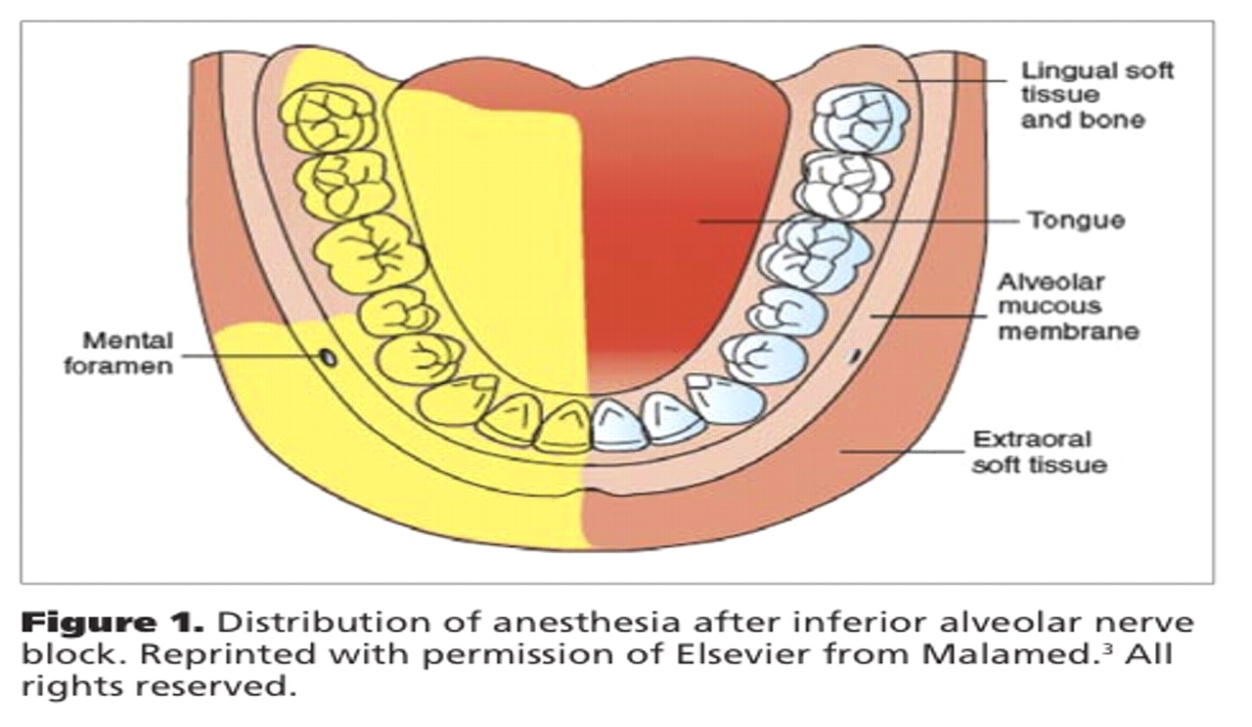 Lingual soft
tissue
and bone
Tongue
Alveolar
mucous
membrane
Mental
foramen
Extraoral
soft tissue
Figure 1. Distribution of anesthesia after inferior alveolar nerve
block. Reprinted with permission of Elsevier from Malamed.³ All
rights reserved.